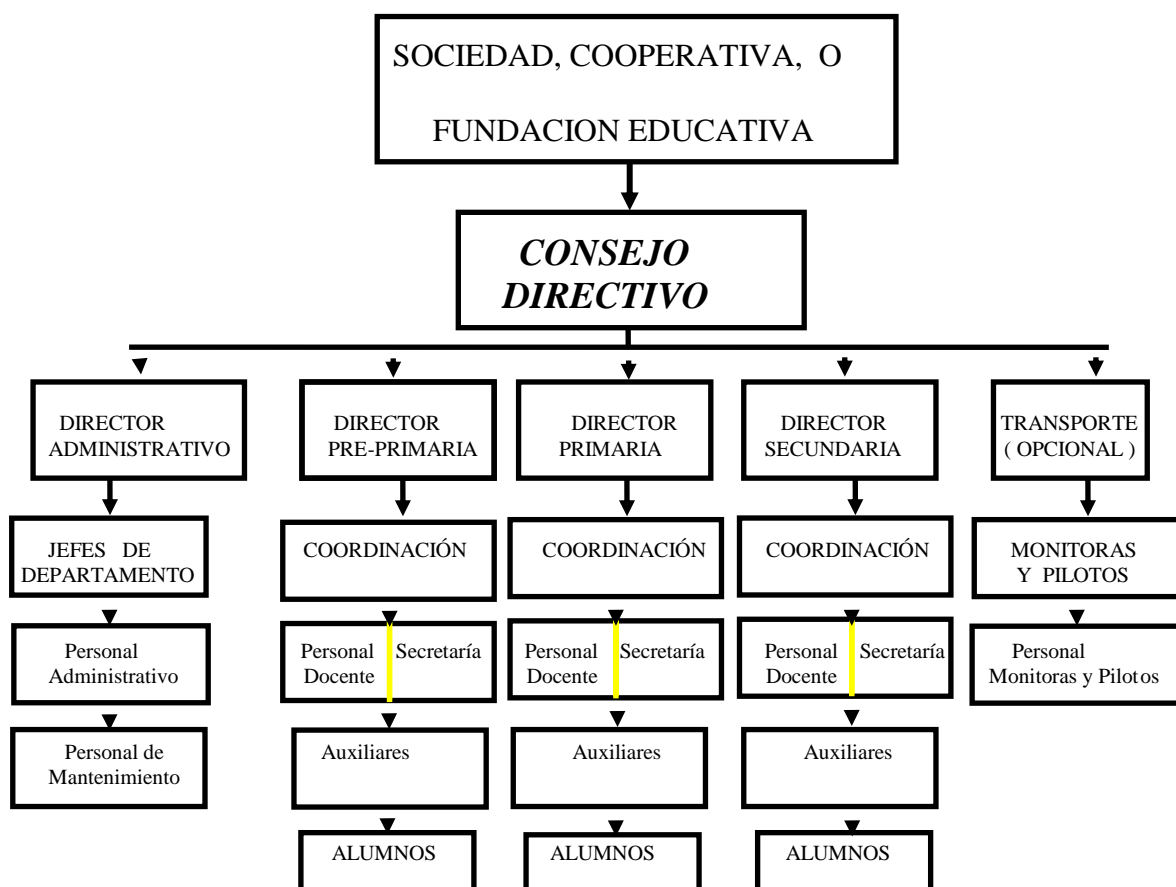 SOCIEDAD, COOPERATIVA, O
FUNDACION EDUCATIVA
CONSEJO
DIRECTIVO
DIRECTOR
ADMINISTRATIVO
DIRECTOR
PRE-PRIMARIA
DIRECTOR
PRIMARIA
DIRECTOR
SECUNDARIA
TRANSPORTE
( OPCIONAL )
JEFES DE
DEPARTAMENTO
COORDINACIÓN
COORDINACIÓN
COORDINACIÓN
MONITORAS
Y PILOTOS
Personal
Administrativo
Personal
Docente
Secretaría
Personal
Docente
Secretaría
Personal
Docente
Secretaría
Personal
Monitoras y Pilotos
Personal de
Mantenimiento
Auxiliares
Auxiliares
Auxiliares
ALUMNOS
ALUMNOS
ALUMNOS